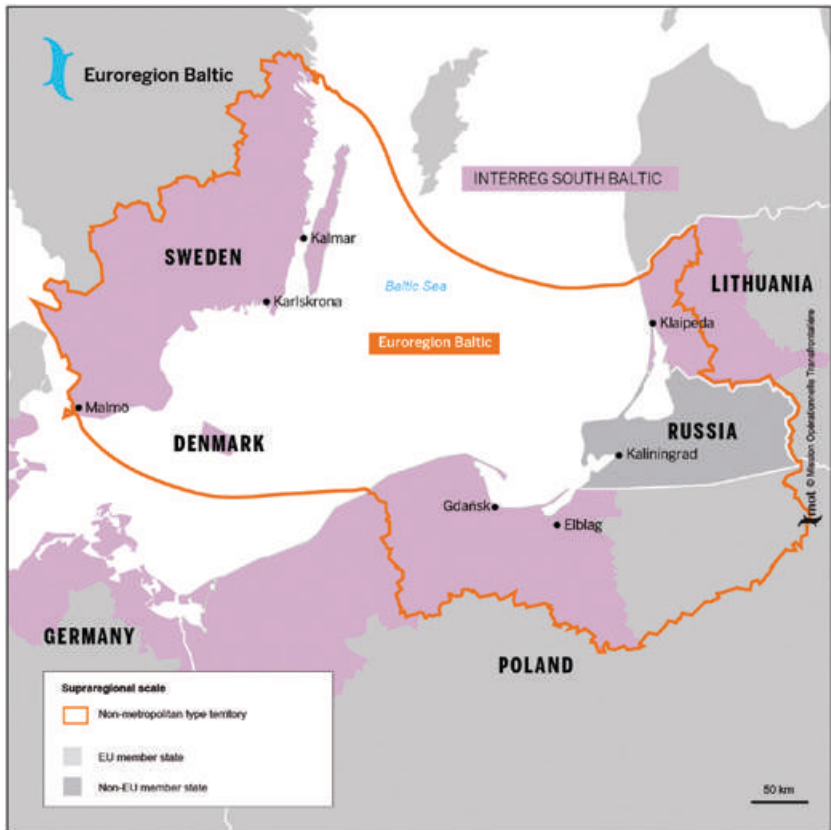 Euroregion Baltic
INTERREG SOUTH BALTIC
Kalmar
SWEDEN
LITHUANIA
Baltic Sea
Karlskrona
Klaipeda
Euroregion Baltic
Malmö
DENMARK
RUSSIA
Kaliningrad
Gdańsk
Elblag
mot © Mission Opérationnelle Transfrontalière
GERMANY
POLAND
Supraregional scale
Non-metropolitan type territory
EU member state
Non-EU member state
50 km